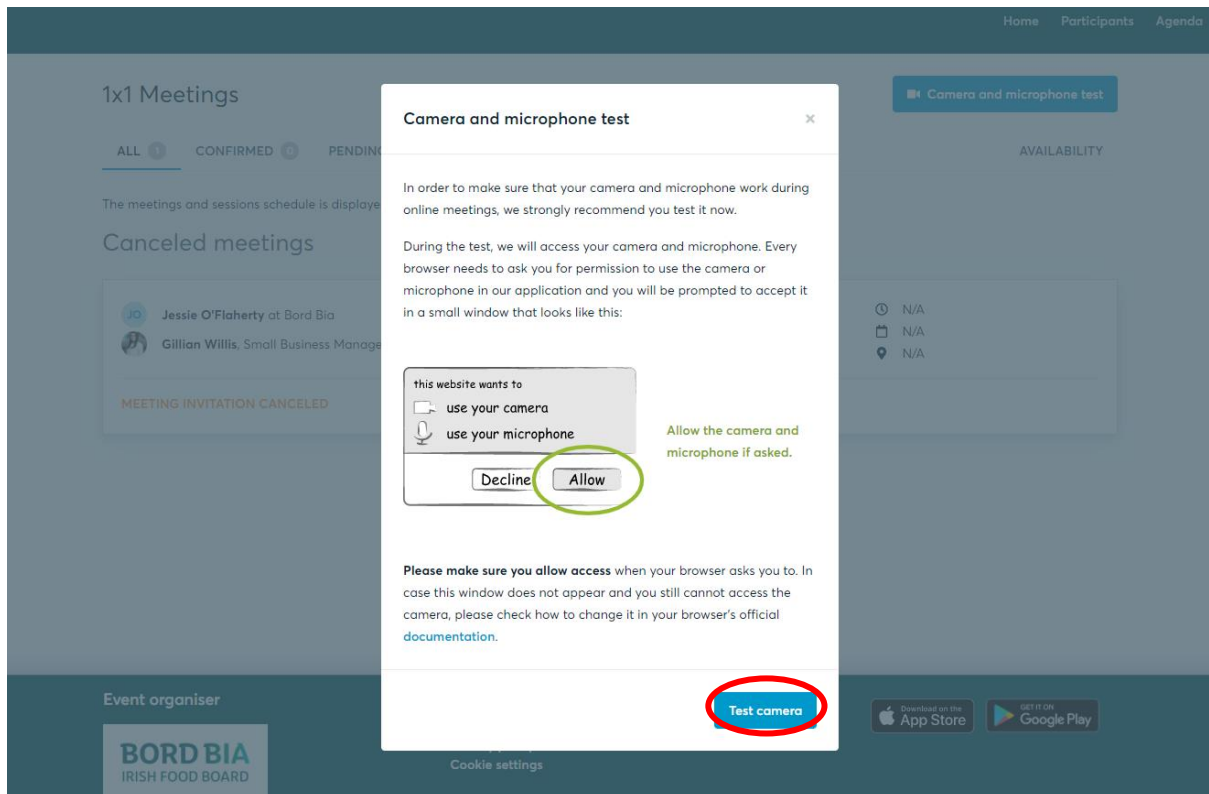 Home Participants Agenda
1x1 Meetings
Camera and microphone test
ALL 1 CONFIRMED 0 PENDING
AVAILABILITY
The meetings and sessions schedule is displaye
Canceled meetings
JO Jessie O'Flaherty at Bord Bia
Gillian Willis, Small Business Manage
N/A
N/A
N/A
MEETING INVITATION CANCELED
Camera and microphone test ×
In order to make sure that your camera and microphone work during
online meetings, we strongly recommend you test it now.
During the test, we will access your camera and microphone. Every
browser needs to ask you for permission to use the camera or
microphone in our application and you will be prompted to accept it
in a small window that looks like this:
this website wants to
use your camera
use your microphone
Decline Allow
Allow the camera and
microphone if asked.
Please make sure you allow access when your browser asks you to. In
case this window does not appear and you still cannot access the
camera, please check how to change it in your browser's official
documentation.
Test camera
Event organiser
BORD BIA
IRISH FOOD BOARD
Cookie settings
Download on the
App Store
GET IT ON
Google Play